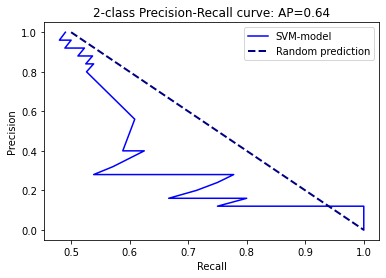 2-class Precision-Recall curve: AP=0.64
SVM-model
Random prediction
1.0
0.8
0.6
0.4
0.2
0.0
Precision
0.5
0.6
0.7
0.8
0.9
1.0
Recall